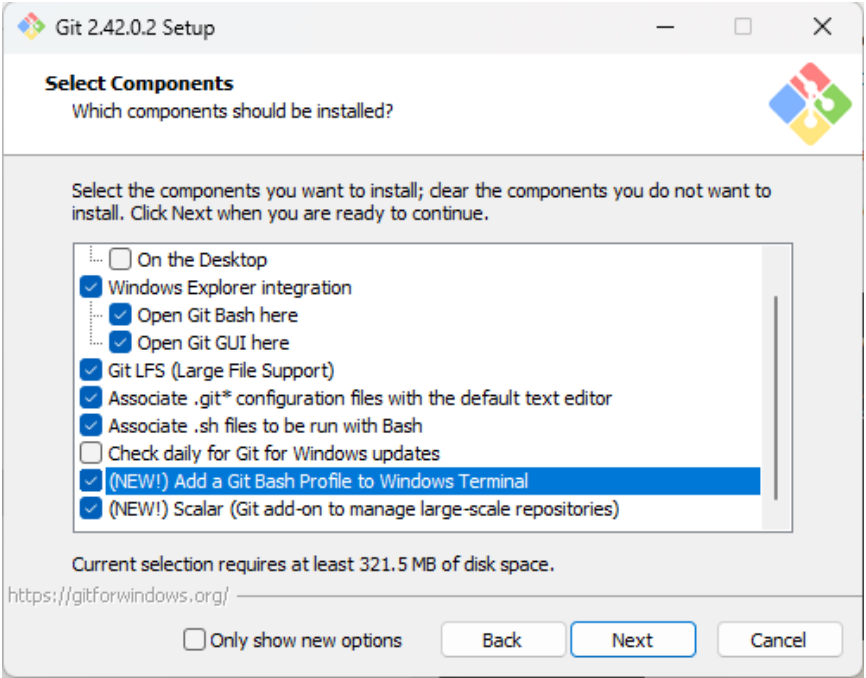 Git 2.42.0.2 Setup
Select Components
Which components should be installed?
Select the components you want to install; clear the components you do not want to
install. Click Next when you are ready to continue.
On the Desktop
Windows Explorer integration
Open Git Bash here
Open Git GUI here
Git LFS (Large File Support)
Associate .git* configuration files with the default text editor
Associate .sh files to be run with Bash
Check daily for Git for Windows updates
(NEW!) Add a Git Bash Profile to Windows Terminal
(NEW!) Scalar (Git add-on to manage large-scale repositories)
Current selection requires at least 321.5 MB of disk space.
https://gitforwindows.org/
Only show new options Back Next Cancel